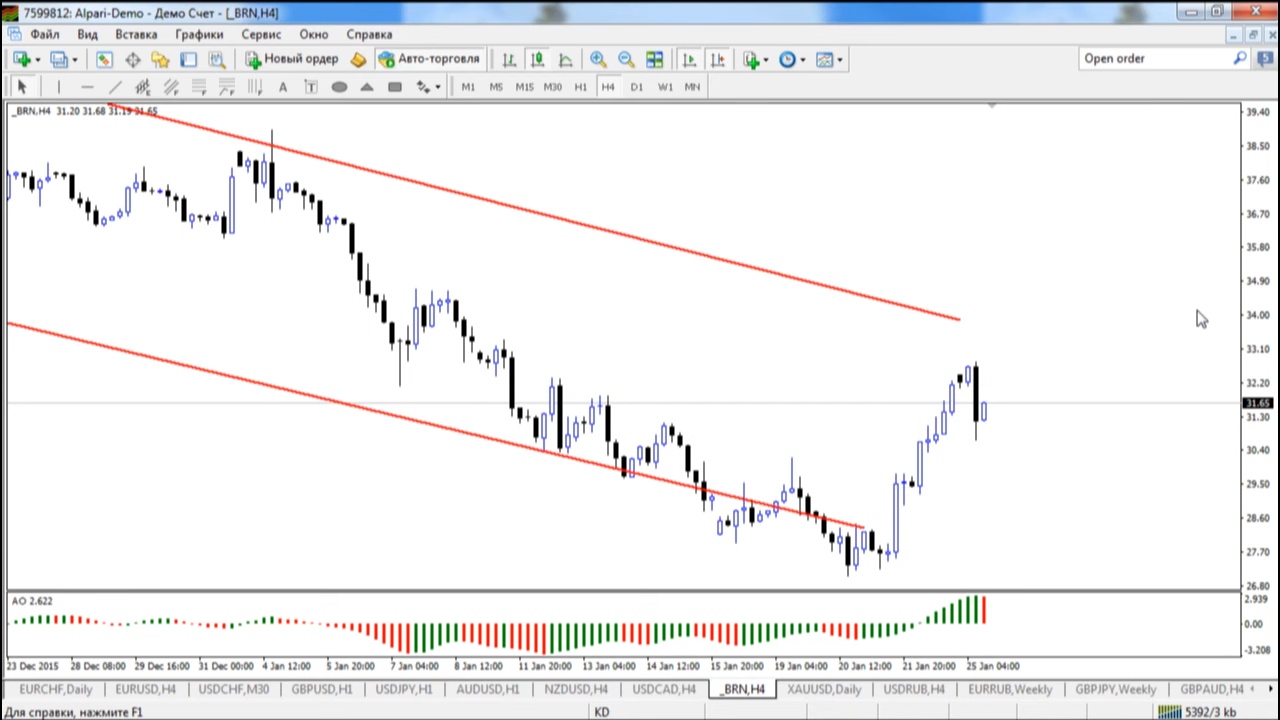 7599812: Alpari-Demo - Демо Счет - [_BRN,H4]
Файл Вид Вставка Графики Сервис Окно Справка
Новый ордер Авто-торговля Open order 5
A T M1 M5 M15 M30 H1 H4 D1 W1 MN
_BRN,H4 31.20 31.68 31.19 31.65
39.40
38.50
37.60
36.70
35.80
34.90
34.00
33.10
32.20
31.65
31.30
30.40
29.50
28.60
27.70
26.80
AO 2.622
2.939
0.00
-3.208
23 Dec 2015 28 Dec 08:00 29 Dec 16:00 31 Dec 00:00 4 Jan 12:00 5 Jan 20:00 7 Jan 04:00 8 Jan 12:00 11 Jan 20:00 13 Jan 04:00 14 Jan 12:00 15 Jan 20:00 19 Jan 04:00 20 Jan 12:00 21 Jan 20:00 25 Jan 04:00
EURCHF,Daily EURUSD,H4 USDCHF,M30 GBPUSD,H1 USDJPY,H1 AUDUSD,H1 NZDUSD,H4 USDCAD,H4 _BRN,H4 XAUUSD,Daily USDRUB,H4 EURRUB,Weekly GBPJPY,Weekly GBPAUD,H4
Для справки, нажмите F1 KD 5392/3 kb